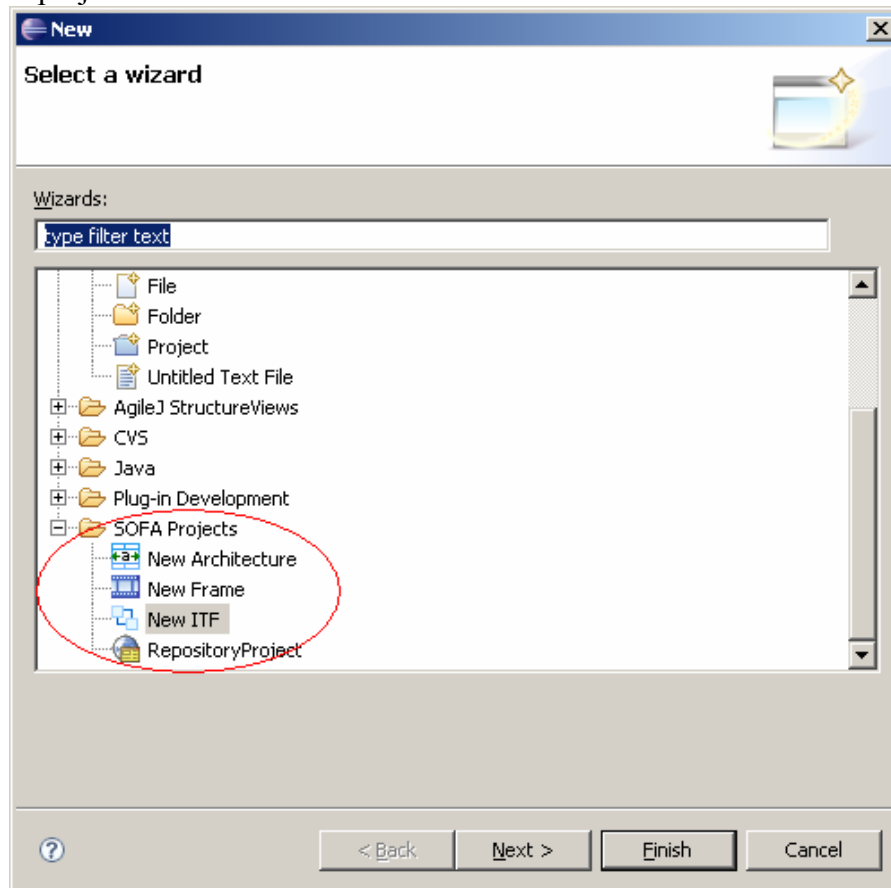 New
Select a wizard
Wizards:
type filter text
File
Folder
Project
Untitled Text File
AgileJ StructureViews
CVS
Java
Plug-in Development
SOFA Projects
New Architecture
New Frame
New ITF
RepositoryProject
< Back Next > Finish Cancel